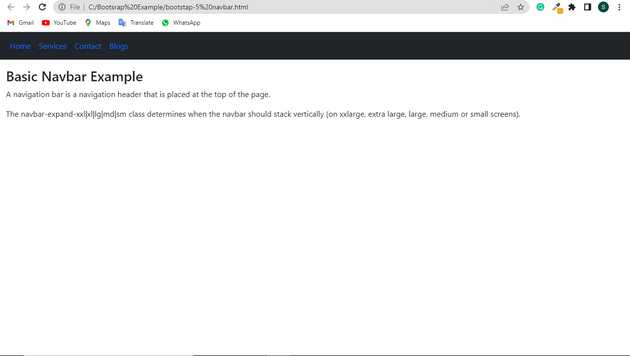 File | C:/Bootsrap%20Example/bootstap-5%20navbar.html
S
Gmail YouTube Maps Translate WhatsApp
Home Services Contact Blogs
Basic Navbar Example
A navigation bar is a navigation header that is placed at the top of the page.
The navbar-expand-xxl|xl|lg|md|sm class determines when the navbar should stack vertically (on xxlarge, extra large, large, medium or small screens).